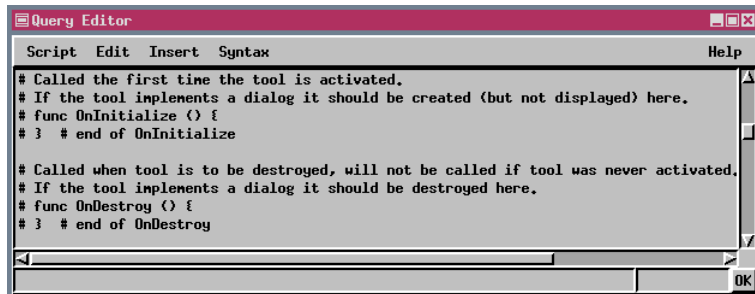 Query Editor
Script Edit Insert Syntax Help
# Called the first time the tool is activated.
# If the tool implements a dialog it should be created (but not displayed) here.
# func OnInitialize () {
# }  # end of OnInitialize
# Called when tool is to be destroyed, will not be called if tool was never activated.
# If the tool implements a dialog it should be destroyed here.
# func OnDestroy () {
# }  # end of OnDestroy
OK